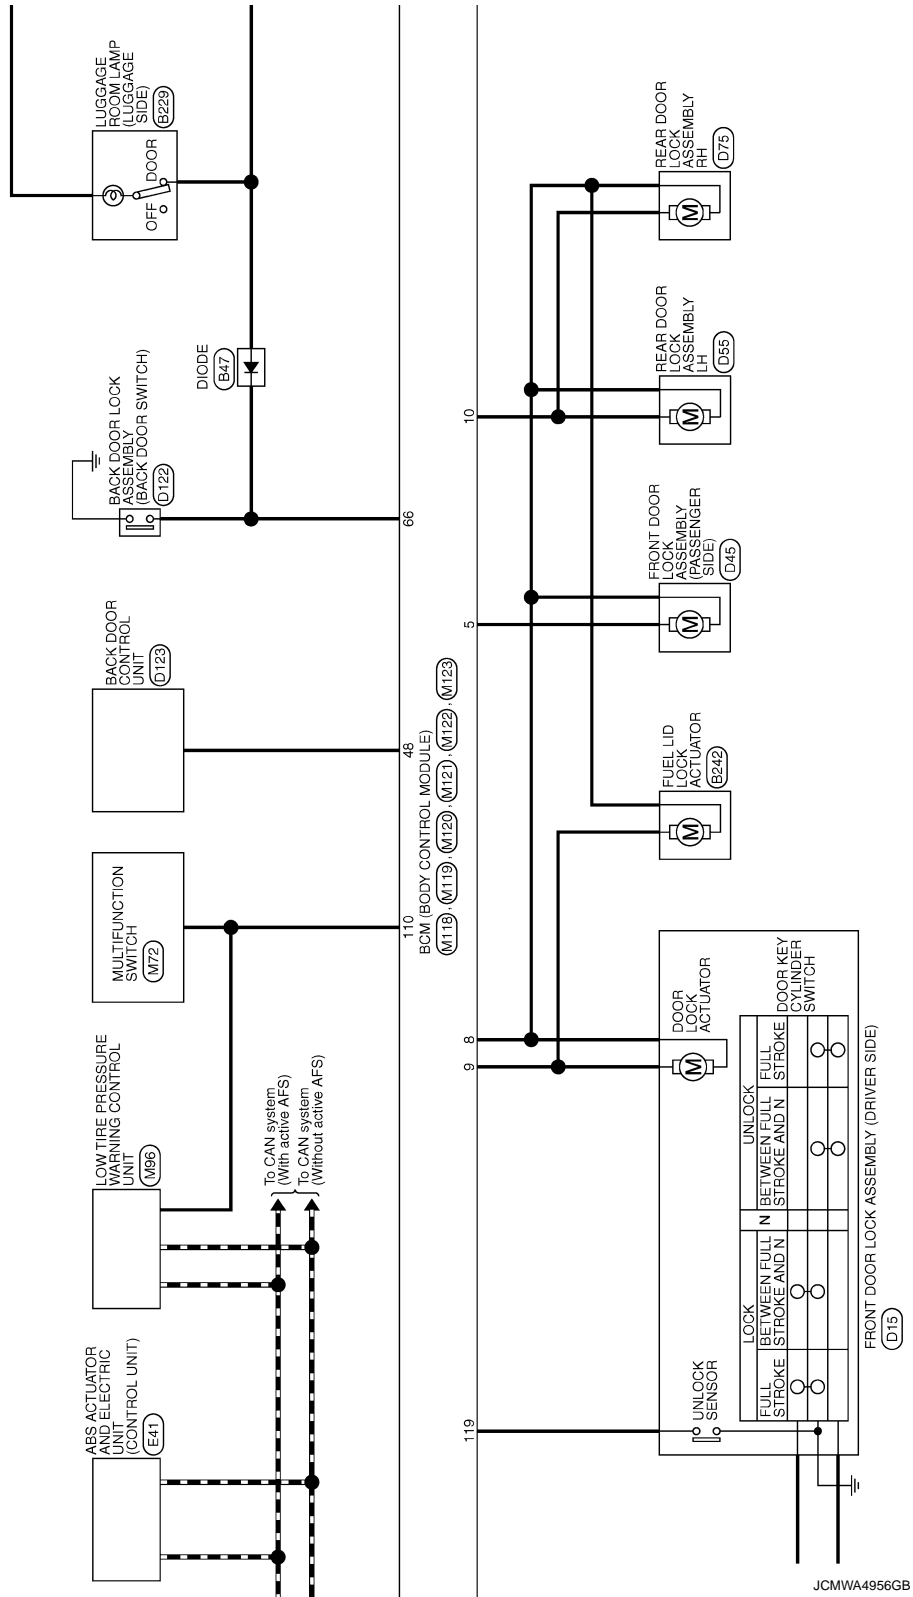 ABS ACTUATOR
AND ELECTRIC
UNIT
(CONTROL UNIT)
E41
LOW TIRE PRESSURE
WARNING CONTROL
UNIT
M96
To CAN system
(With active AFS)
To CAN system
(Without active AFS)
MULTIFUNCTION
SWITCH
M72
BACK DOOR
CONTROL
UNIT
D123
BACK DOOR LOCK
ASSEMBLY
(BACK DOOR SWITCH)
D122
DIODE
B47
LUGGAGE
ROOM LAMP
(LUGGAGE
SIDE)
B229
OFF
DOOR
110
48
66
BCM (BODY CONTROL MODULE)
M118 , M119 , M120 , M121 , M122 , M123
119
9
8
5
10
UNLOCK
SENSOR
DOOR
LOCK
ACTUATOR
M
LOCK
N
UNLOCK
FULL
STROKE
BETWEEN FULL
STROKE AND N
BETWEEN FULL
STROKE AND N
FULL
STROKE
DOOR KEY
CYLINDER
SWITCH
FRONT DOOR LOCK ASSEMBLY (DRIVER SIDE)
D15
FUEL LID
LOCK
ACTUATOR
B242
M
FRONT DOOR
LOCK
ASSEMBLY
(PASSENGER
SIDE)
D45
M
REAR DOOR
LOCK
ASSEMBLY
LH
D55
M
REAR DOOR
LOCK
ASSEMBLY
RH
D75
M
JCMWA4956GB